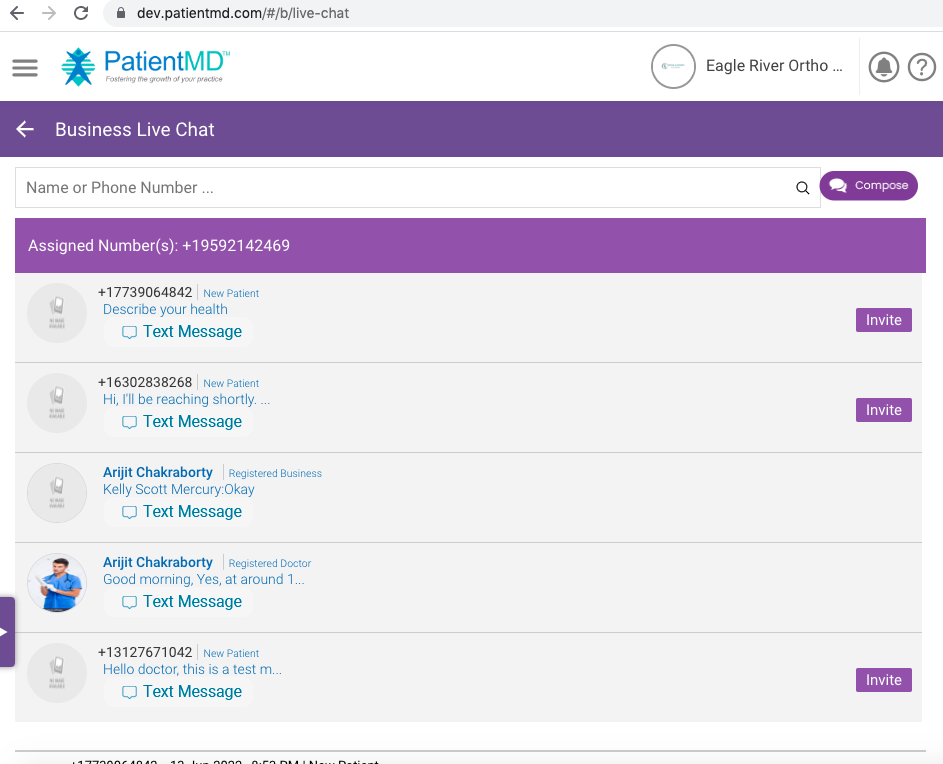 dev.patientmd.com/#/b/live-chat
PatientMD™
Fostering the growth of your practice
Eagle River Ortho ...
Business Live Chat
Name or Phone Number ...
Compose
Assigned Number(s): +19592142469
+17739064842 New Patient
Describe your health
Text Message
Invite
+16302838268 New Patient
Hi, I'll be reaching shortly. ...
Text Message
Invite
Arijit Chakraborty Registered Business
Kelly Scott Mercury:Okay
Text Message
Arijit Chakraborty Registered Doctor
Good morning, Yes, at around 1...
Text Message
+13127671042 New Patient
Hello doctor, this is a test m...
Text Message
Invite